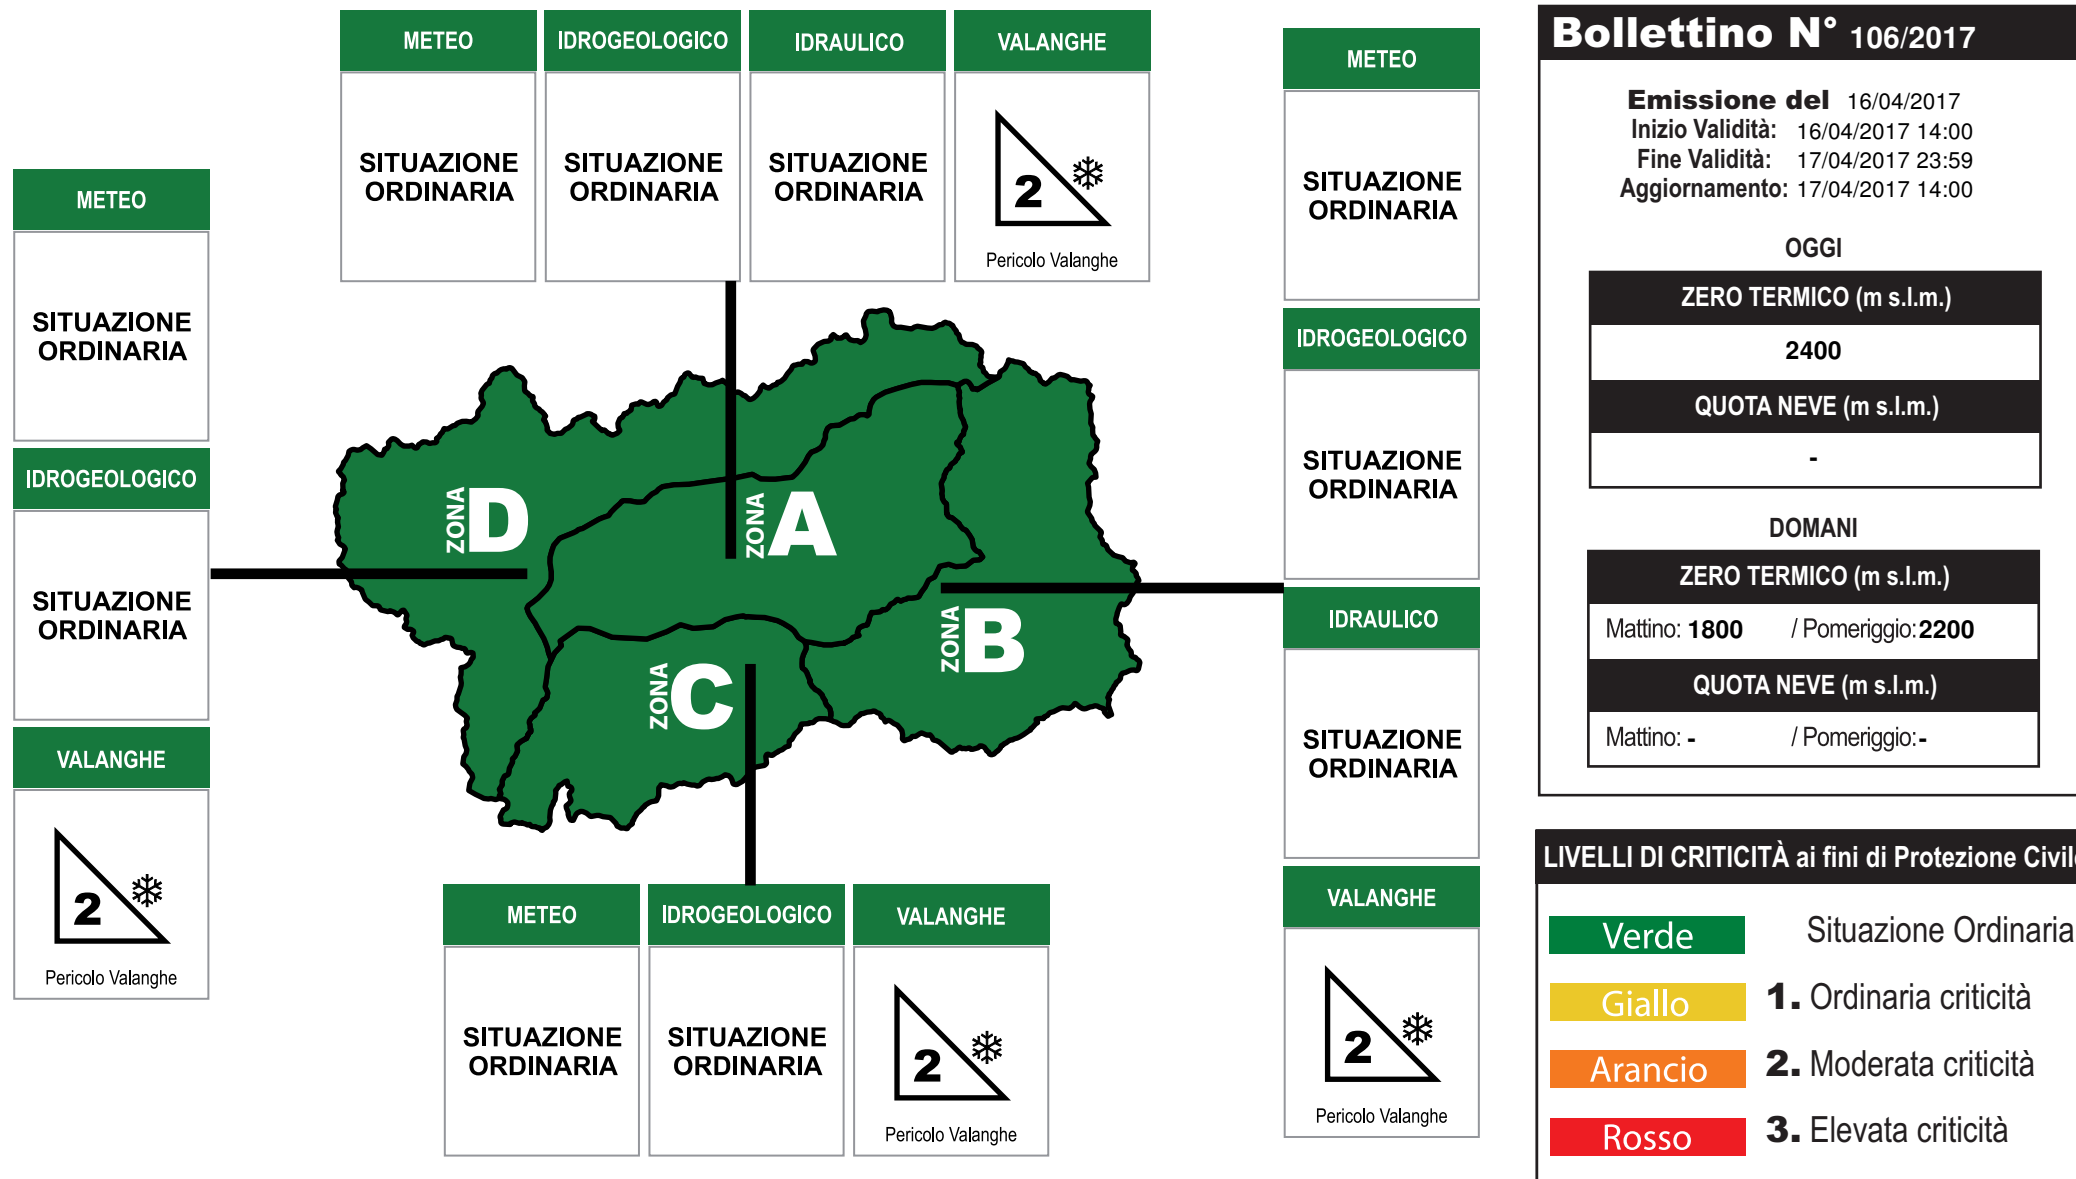 METEO
IDROGEOLOGICO
IDRAULICO
VALANGHE
SITUAZIONE
ORDINARIA
SITUAZIONE
ORDINARIA
SITUAZIONE
ORDINARIA
2
Pericolo Valanghe
METEO
SITUAZIONE
ORDINARIA
IDROGEOLOGICO
SITUAZIONE
ORDINARIA
VALANGHE
2
Pericolo Valanghe
ZONA D
ZONA A
ZONA B
ZONA C
METEO
IDROGEOLOGICO
VALANGHE
SITUAZIONE
ORDINARIA
SITUAZIONE
ORDINARIA
2
Pericolo Valanghe
METEO
SITUAZIONE
ORDINARIA
IDROGEOLOGICO
SITUAZIONE
ORDINARIA
IDRAULICO
SITUAZIONE
ORDINARIA
VALANGHE
2
Pericolo Valanghe
Bollettino N° 106/2017
Emissione del 16/04/2017
Inizio Validità: 16/04/2017 14:00
Fine Validità: 17/04/2017 23:59
Aggiornamento: 17/04/2017 14:00
OGGI
ZERO TERMICO (m s.l.m.)
2400
QUOTA NEVE (m s.l.m.)
-
DOMANI
ZERO TERMICO (m s.l.m.)
Mattino: 1800 / Pomeriggio: 2200
QUOTA NEVE (m s.l.m.)
Mattino: - / Pomeriggio: -
LIVELLI DI CRITICITÀ ai fini di Protezione Civile
Verde Situazione Ordinaria
Giallo 1. Ordinaria criticità
Arancio 2. Moderata criticità
Rosso 3. Elevata criticità